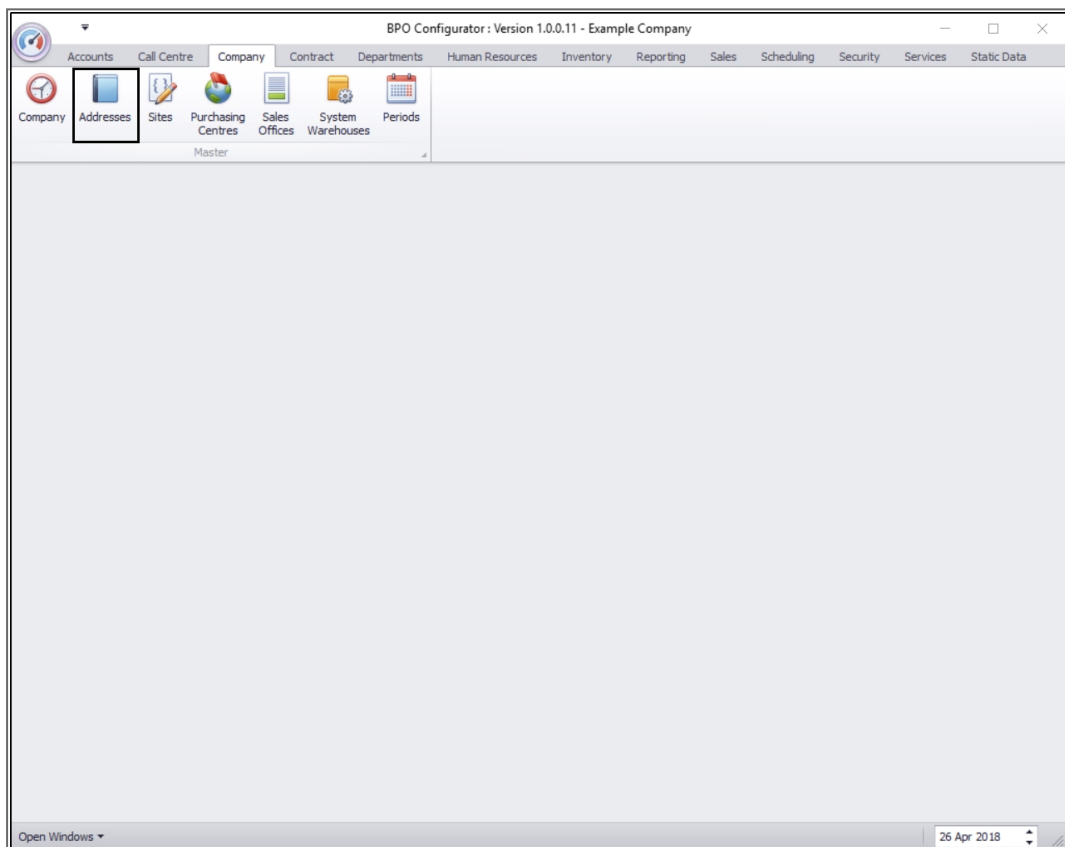 BPO Configurator : Version 1.0.0.11 - Example Company
Accounts Call Centre Company Contract Departments Human Resources Inventory Reporting Sales Scheduling Security Services Static Data
Company Addresses Sites Purchasing Centres Sales Offices System Warehouses Periods
Master
Open Windows 26 Apr 2018